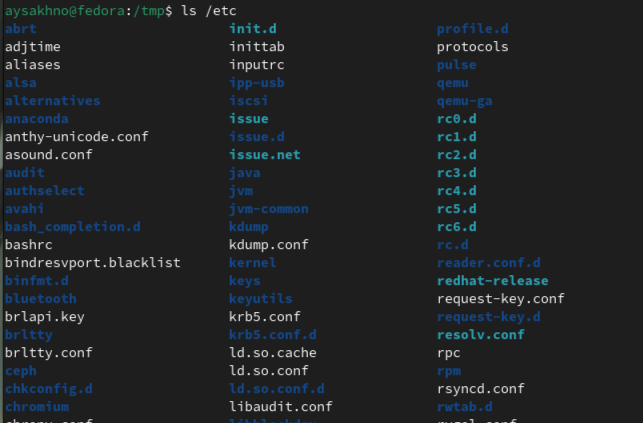 aysakhno@fedora:/tmp$ ls /etc
abrt init.d profile.d
adjtime inittab protocols
aliases inputrc pulse
alsa ipp-usb qemu
alternatives iscsi qemu-ga
anaconda issue rc0.d
anthy-unicode.conf issue.d rc1.d
asound.conf issue.net rc2.d
audit java rc3.d
authselect jvm rc4.d
avahi jvm-common rc5.d
bash_completion.d kdump rc6.d
bashrc kdump.conf rc.d
bindresvport.blacklist kernel reader.conf.d
binfmt.d keys redhat-release
bluetooth keyutils request-key.conf
brlapi.key krb5.conf request-key.d
brltty krb5.conf.d resolv.conf
brltty.conf ld.so.cache rpc
ceph ld.so.conf rpm
chkconfig.d ld.so.conf.d rsyncd.conf
chromium libaudit.conf rwtab.d